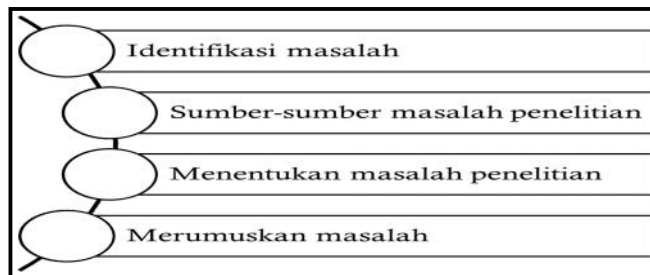 Identifikasi masalah
Sumber-sumber masalah penelitian
Menentukan masalah penelitian
Merumuskan masalah